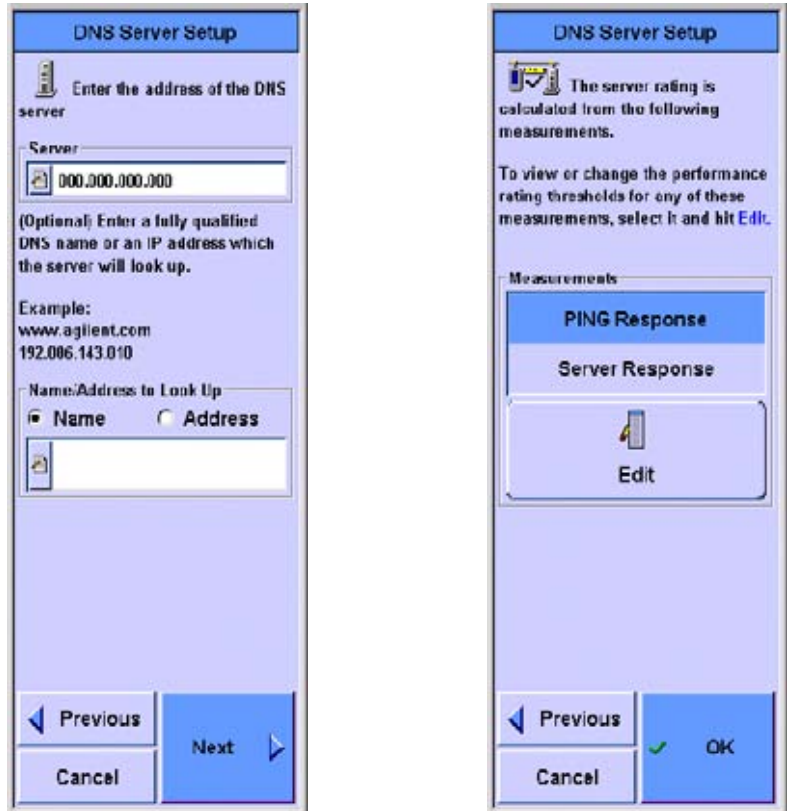 DNS Server Setup
Enter the address of the DNS
server
Server
000.000.000.000
(Optional) Enter a fully qualified
DNS name or an IP address which
the server will look up.
Example:
www.agilent.com
192.006.143.010
Name/Address to Look Up
Name
Address
Previous
Next
Cancel
DNS Server Setup
The server rating is
calculated from the following
measurements.
To view or change the performance
rating thresholds for any of these
measurements, select it and hit Edit.
Measurements
PING Response
Server Response
Edit
Previous
OK
Cancel